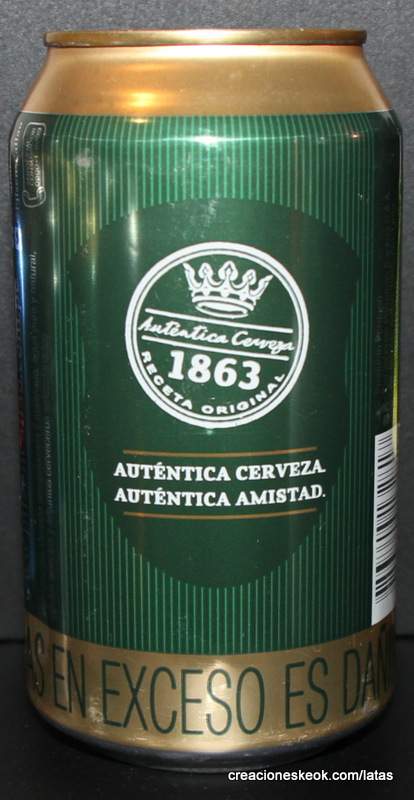 Auténtica Cerveza
1863
RECETA ORIGINAL
AUTÉNTICA CERVEZA.
AUTÉNTICA AMISTAD.
EN EXCESO ES
creacioneskeok.com/latas